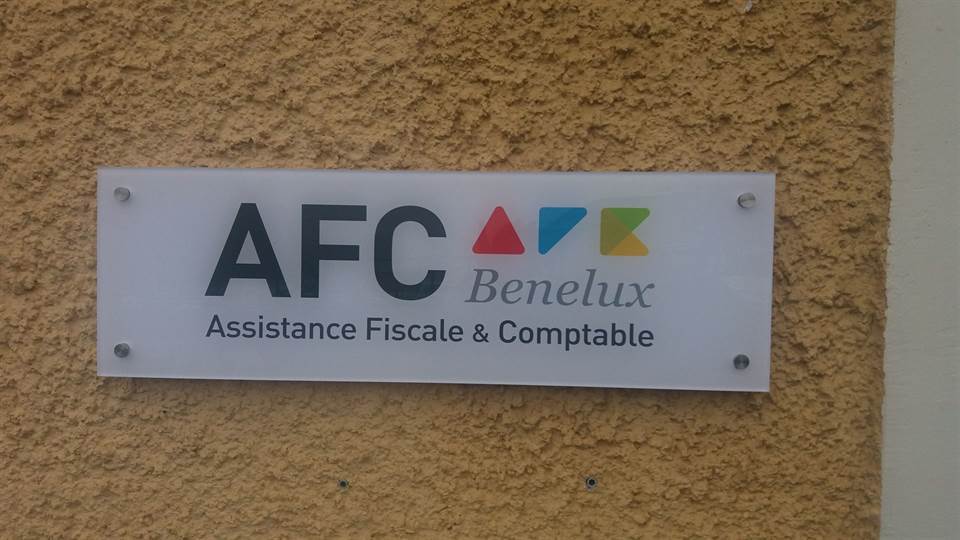 AFC
Benelux
Assistance Fiscale & Comptable